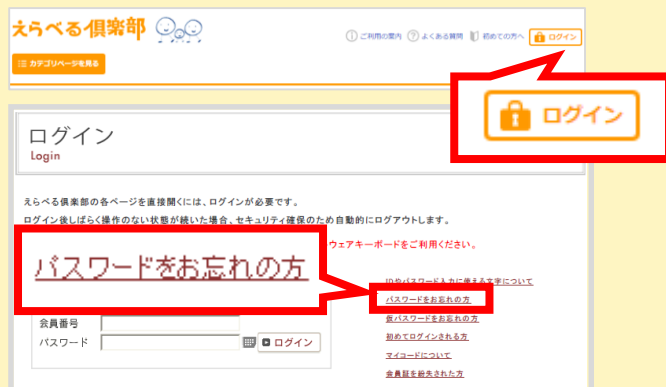 えらべる倶楽部
ご利用の案内 よくある質問 初めての方へ ログイン
カテゴリページを見る
ログイン
ログイン
Login
えらべる倶楽部の各ページを直接開くには、ログインが必要です。
ログイン後しばらく操作のない状態が続いた場合、セキュリティ確保のため自動的にログアウトします。
ウェアキーボードをご利用ください。
パスワードをお忘れの方
IDやパスワード入力に使える文字について
パスワードをお忘れの方
仮パスワードをお忘れの方
初めてログインされる方
マイコードについて
会員証を紛失された方
会員番号
パスワード ログイン